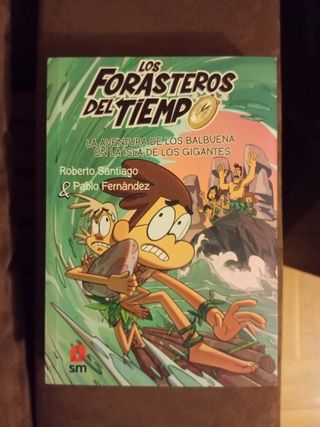 LOS
FORASTEROS
DEL TIEMPO
LA AVENTURA DE LOS BALBUENA
EN LA ISLA DE LOS GIGANTES
Roberto Santiago
& Pablo Fernández
sm